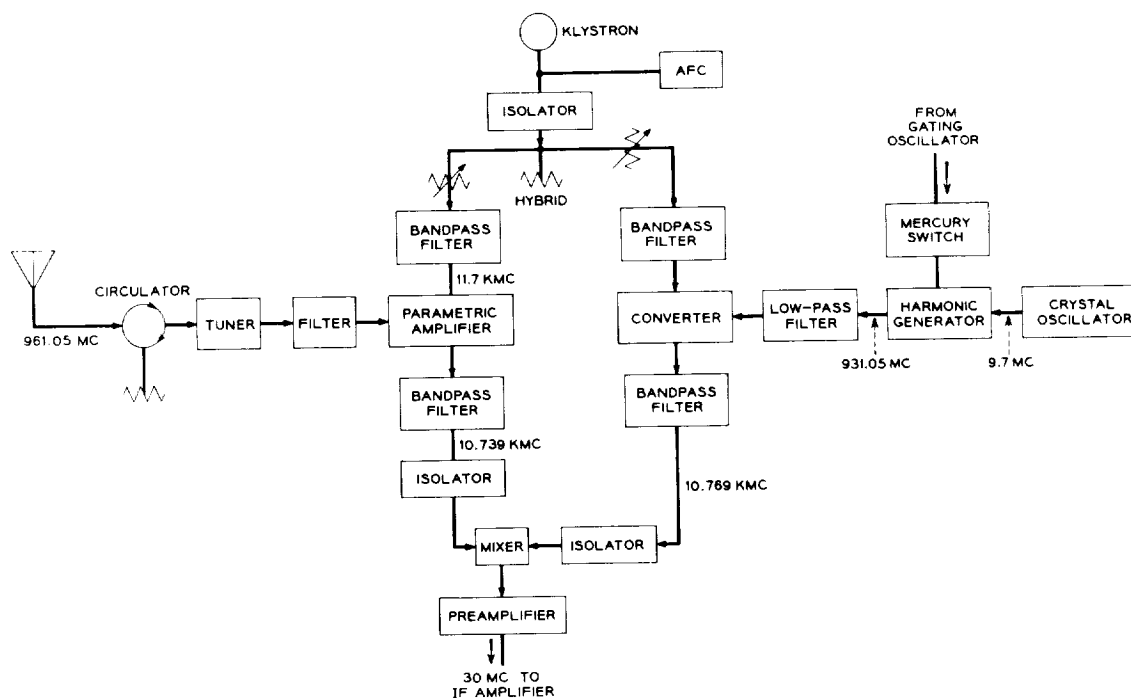 KLYSTRON
AFC
ISOLATOR
FROM
GATING
OSCILLATOR
HYBRID
BANDPASS
FILTER
BANDPASS
FILTER
MERCURY
SWITCH
11.7 KMC
CIRCULATOR
961.05 MC
TUNER
FILTER
PARAMETRIC
AMPLIFIER
CONVERTER
LOW-PASS
FILTER
HARMONIC
GENERATOR
CRYSTAL
OSCILLATOR
931.05 MC
9.7 MC
BANDPASS
FILTER
BANDPASS
FILTER
10.739 KMC
ISOLATOR
10.769 KMC
MIXER
ISOLATOR
PREAMPLIFIER
30 MC TO
IF AMPLIFIER